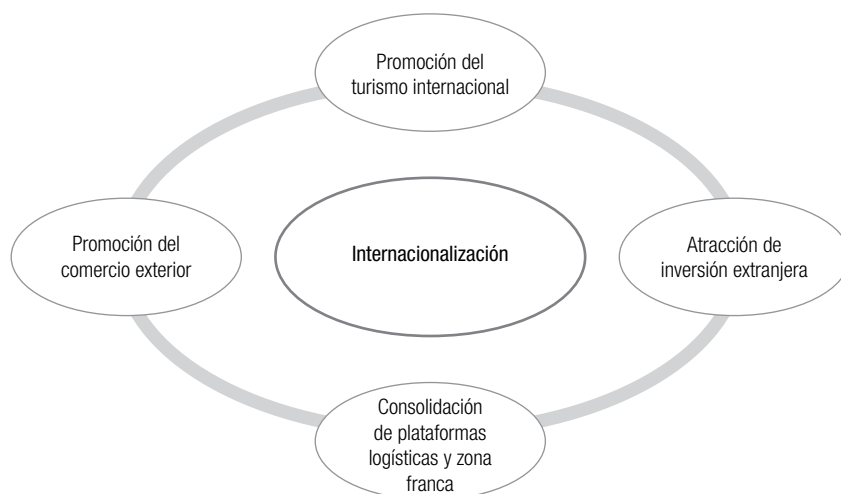 Promoción del
turismo internacional
Promoción del
comercio exterior
Internacionalización
Atracción de
inversión extranjera
Consolidación
de plataformas
logísticas y zona
franca